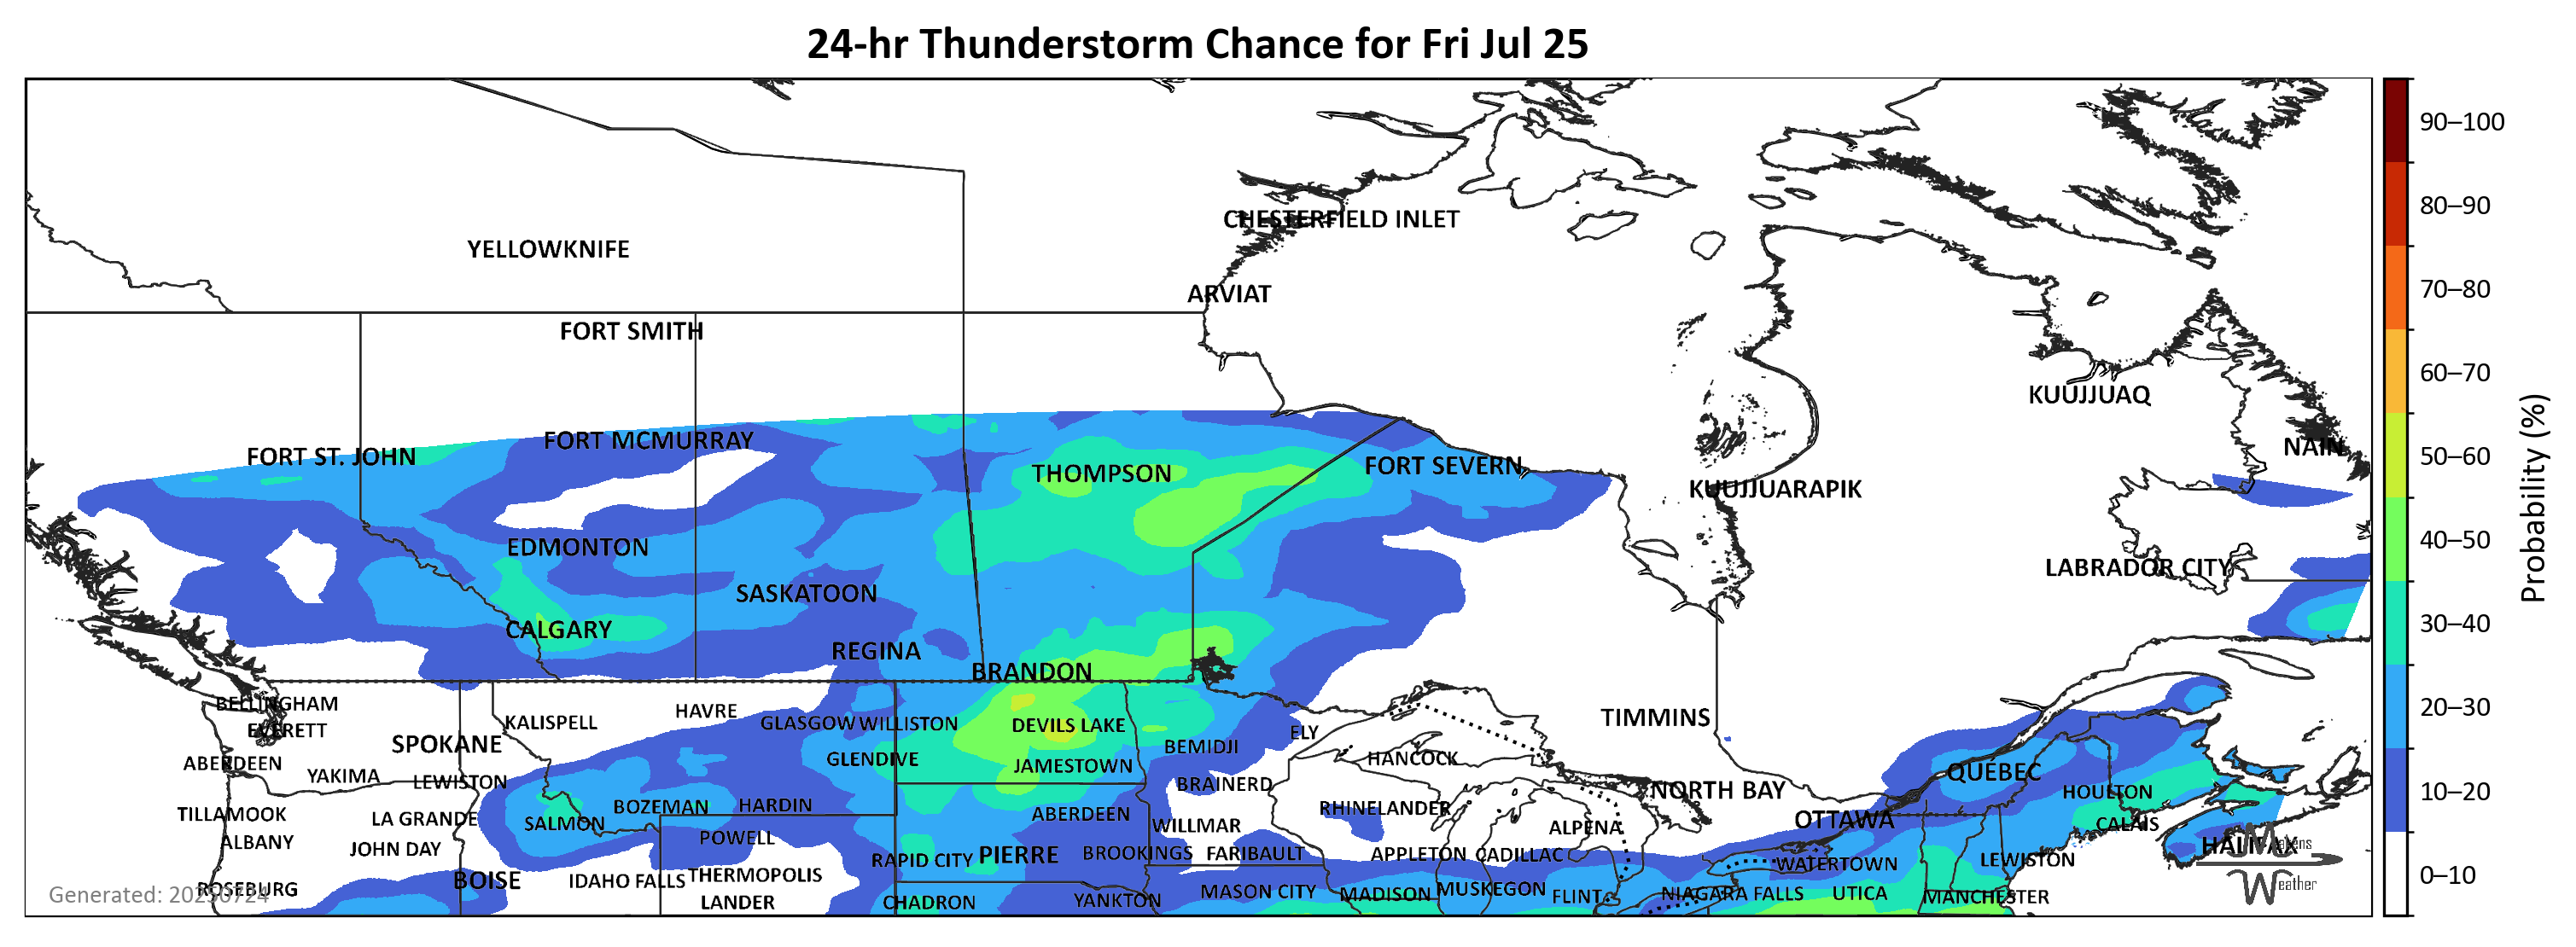 24-hr Thunderstorm Chance for Fri Jul 25
90–100
80–90
70–80
60–70
50–60
40–50
30–40
20–30
10–20
0–10
Probability (%)
CHESTERFIELD INLET
YELLOWKNIFE
ARVIAT
FORT SMITH
KUUJJUAQ
FORT MCMURRAY
NAIN
FORT ST. JOHN
FORT SEVERN
THOMPSON
KUUJJUARAPIK
EDMONTON
LABRADOR CITY
SASKATOON
CALGARY
REGINA
BRANDON
BELLINGHAM
HAVRE
TIMMINS
KALISPELL
GLASGOW
WILLISTON
DEVILS LAKE
EVERETT
ELY
SPOKANE
BEMIDJI
GLENDIVE
HANCOCK
ABERDEEN
JAMESTOWN
QUÉBEC
YAKIMA
LEWISTON
BRAINERD
NORTH BAY
HOULTON
BOZEMAN
HARDIN
RHINELANDER
TILLAMOOK
ABERDEEN
LA GRANDE
OTTAWA
SALMON
WILLMAR
ALPENA
CALAIS
POWELL
ALBANY
HALIFAX
JOHN DAY
BROOKINGS
FARIBAULT
APPLETON
CADILLAC
PIERRE
RAPID CITY
LEWISTON
WATERTOWN
THERMOPOLIS
BOISE
IDAHO FALLS
ROSEBURG
MUSKEGON
MASON CITY
MADISON
NIAGARA FALLS
UTICA
FLINT
MANCHESTER
YANKTON
LANDER
CHADRON
Generated: 20250724
Matens
Weather